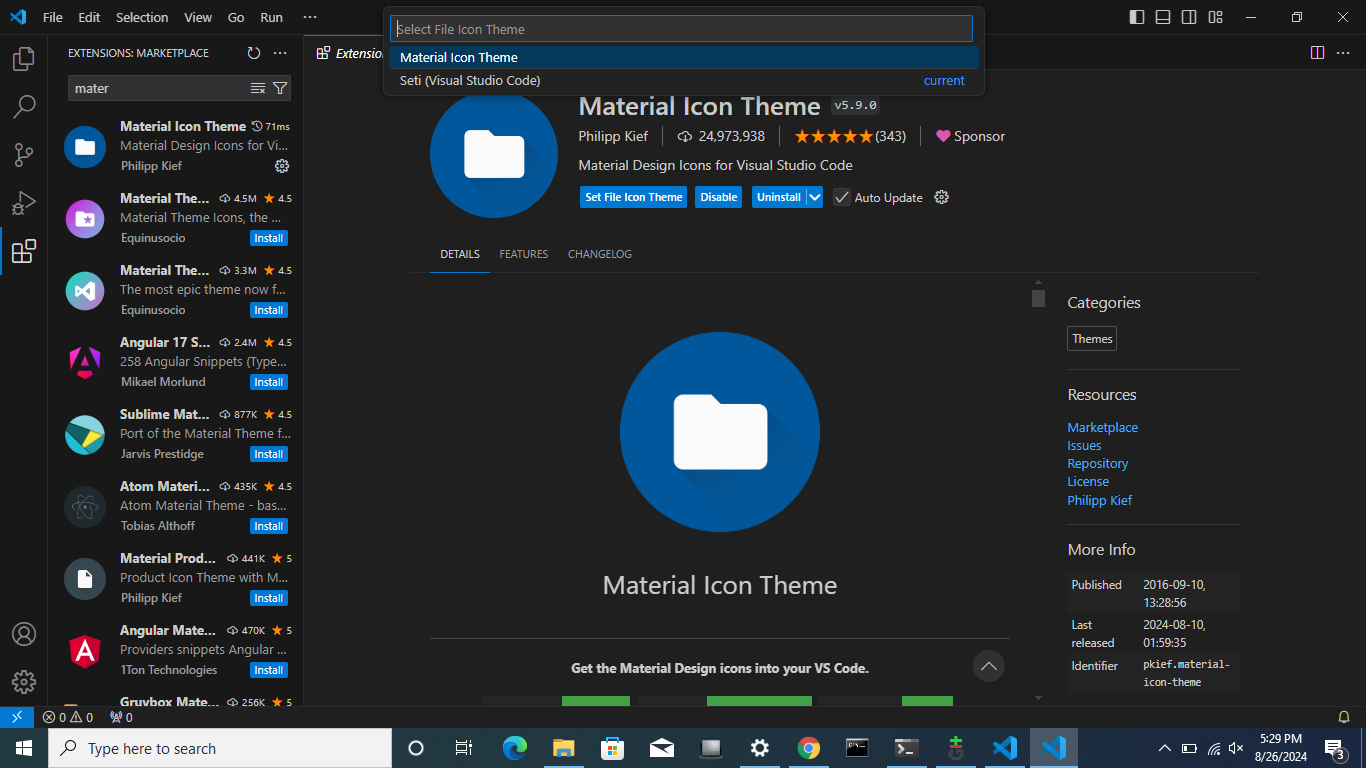 File Edit Selection View Go Run ···
Select File Icon Theme
Material Icon Theme
Seti (Visual Studio Code) current
EXTENSIONS: MARKETPLACE ···
mater
Material Icon Theme 71ms
Material Design Icons for Vi...
Philipp Kief
Material The... 4.5M ★ 4.5
Material Theme Icons, the ...
Equinusocio Install
Material The... 3.3M ★ 4.5
The most epic theme now f...
Equinusocio Install
Angular 17 S... 2.4M ★ 4.5
258 Angular Snippets (Type...
Mikael Morlund Install
Sublime Mat... 877K ★ 4.5
Port of the Material Theme f...
Jarvis Prestidge Install
Atom Materi... 435K ★ 4.5
Atom Material Theme - bas...
Tobias Althoff Install
Material Prod... 441K ★ 5
Product Icon Theme with M...
Philipp Kief Install
Angular Mate... 470K ★ 5
Providers snippets Angular ...
1Ton Technologies Install
Gruvbox Mate... 256K ★ 5
Extension
Material Icon Theme v5.9.0
Philipp Kief 24,973,938 ★★★★★(343) Sponsor
Material Design Icons for Visual Studio Code
Set File Icon Theme Disable Uninstall Auto Update
DETAILS FEATURES CHANGELOG
Material Icon Theme
Get the Material Design icons into your VS Code.
Categories
Themes
Resources
Marketplace
Issues
Repository
License
Philipp Kief
More Info
Published 2016-09-10,
13:28:56
Last 2024-08-10,
released 01:59:35
Identifier pkief.material-
icon-theme
0 0 0
Type here to search
5:29 PM
8/26/2024
3